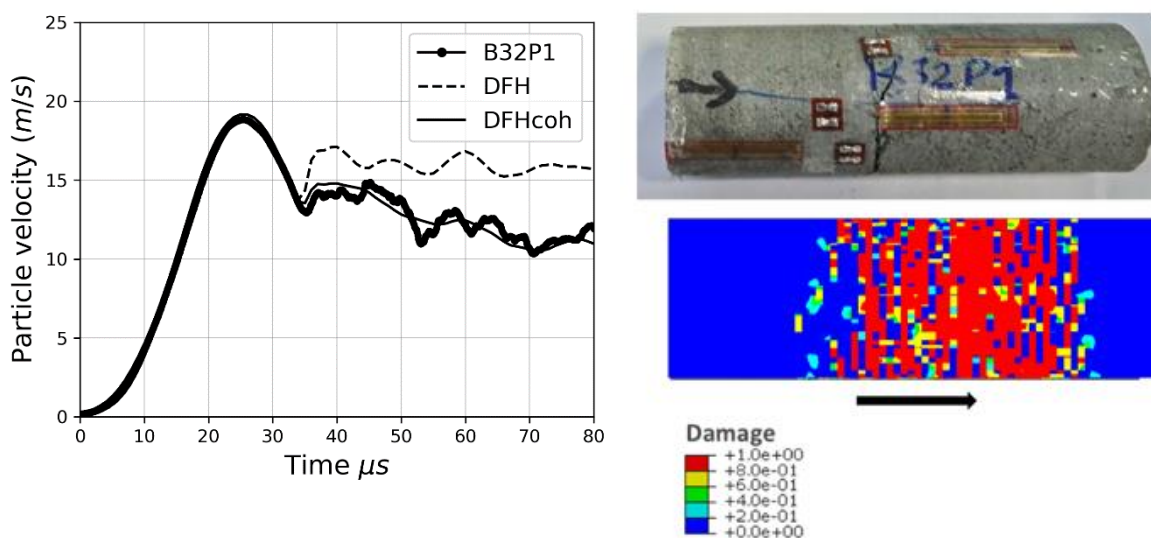 25
20
15
10
5
0
Particle velocity (m/s)
B32P1
DFH
DFHcoh
0 10 20 30 40 50 60 70 80
Time μs
B32P1
Damage
+1.0e+00
+8.0e-01
+6.0e-01
+4.0e-01
+2.0e-01
+0.0e+00